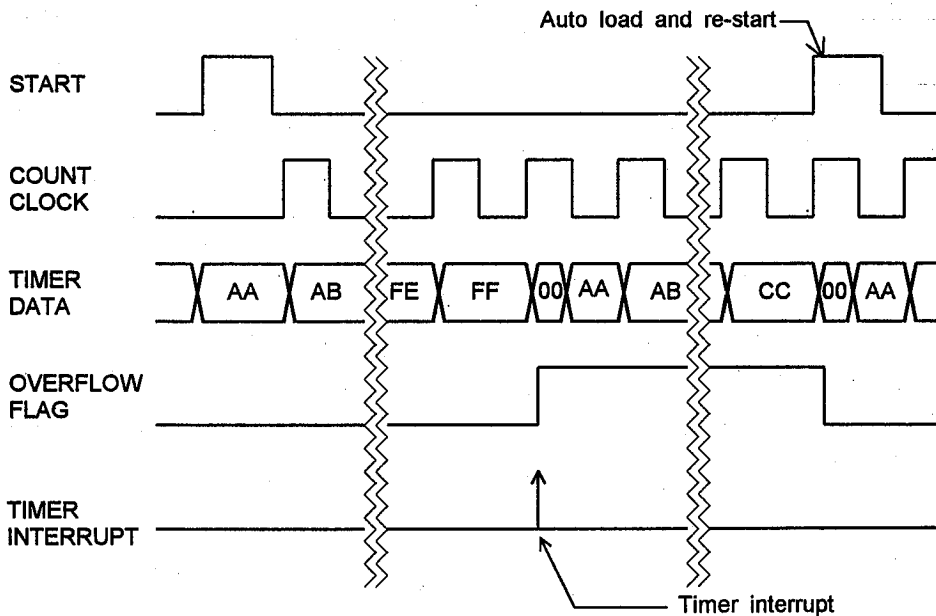 Auto load and re-start
START
COUNT
CLOCK
TIMER
DATA
AA AB FE FF 00 AA AB CC 00 AA
OVERFLOW
FLAG
TIMER
INTERRUPT
Timer interrupt